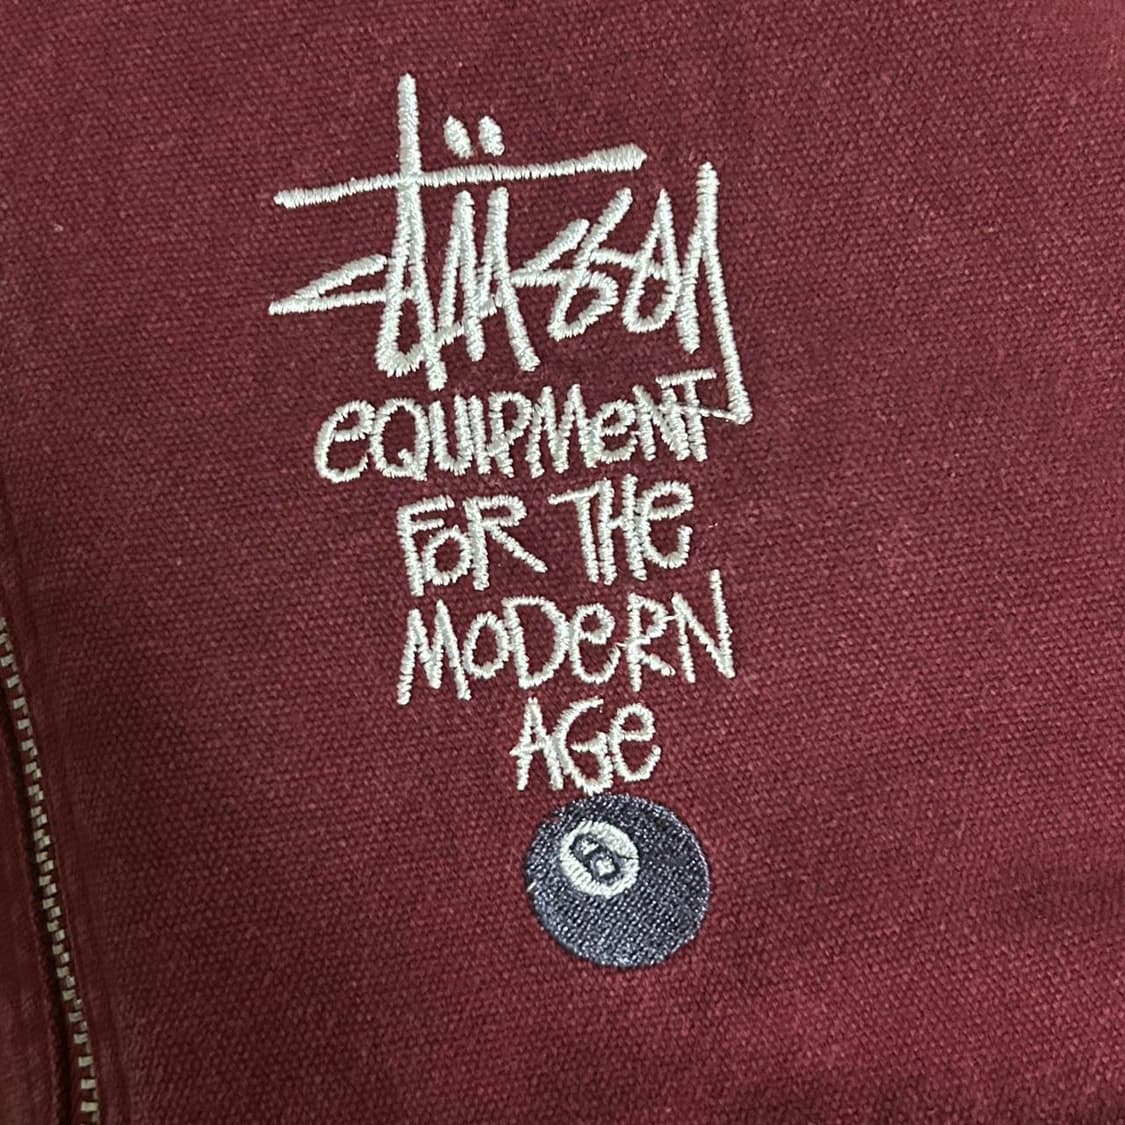 Stüssy
EQUIPMeNT
FoR THe
MoDeRN
AGe
8